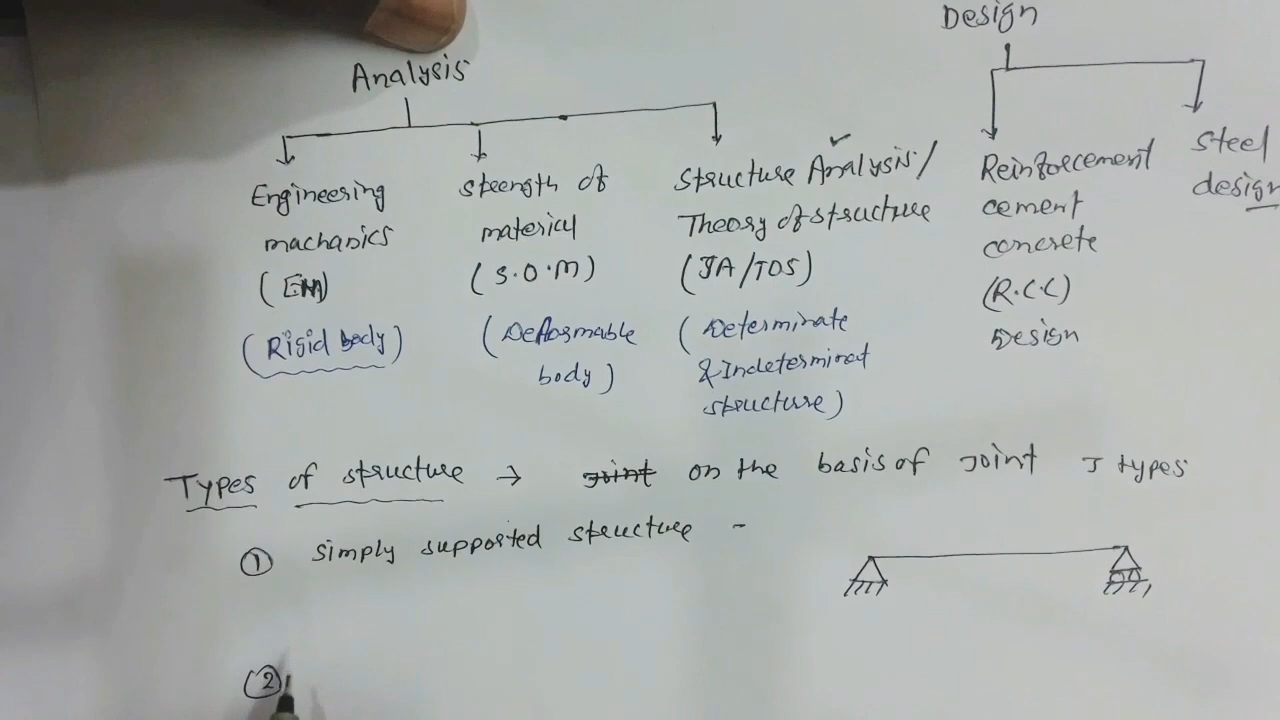 Analysis
Engineering
machanics
(EM)
(Rigid body)
strength of
material
(S.O.M)
(Deformable
body)
Structure Analysis/
Theory of structure
(SA/TOS)
(Determinate
& Indeterminat
structure)
Design
Reinforcement
cement
concrete
(R.C.C)
Design
Steel
design
Types of structure → Joint on the basis of Joint 3 types
① Simply supported structure -
②